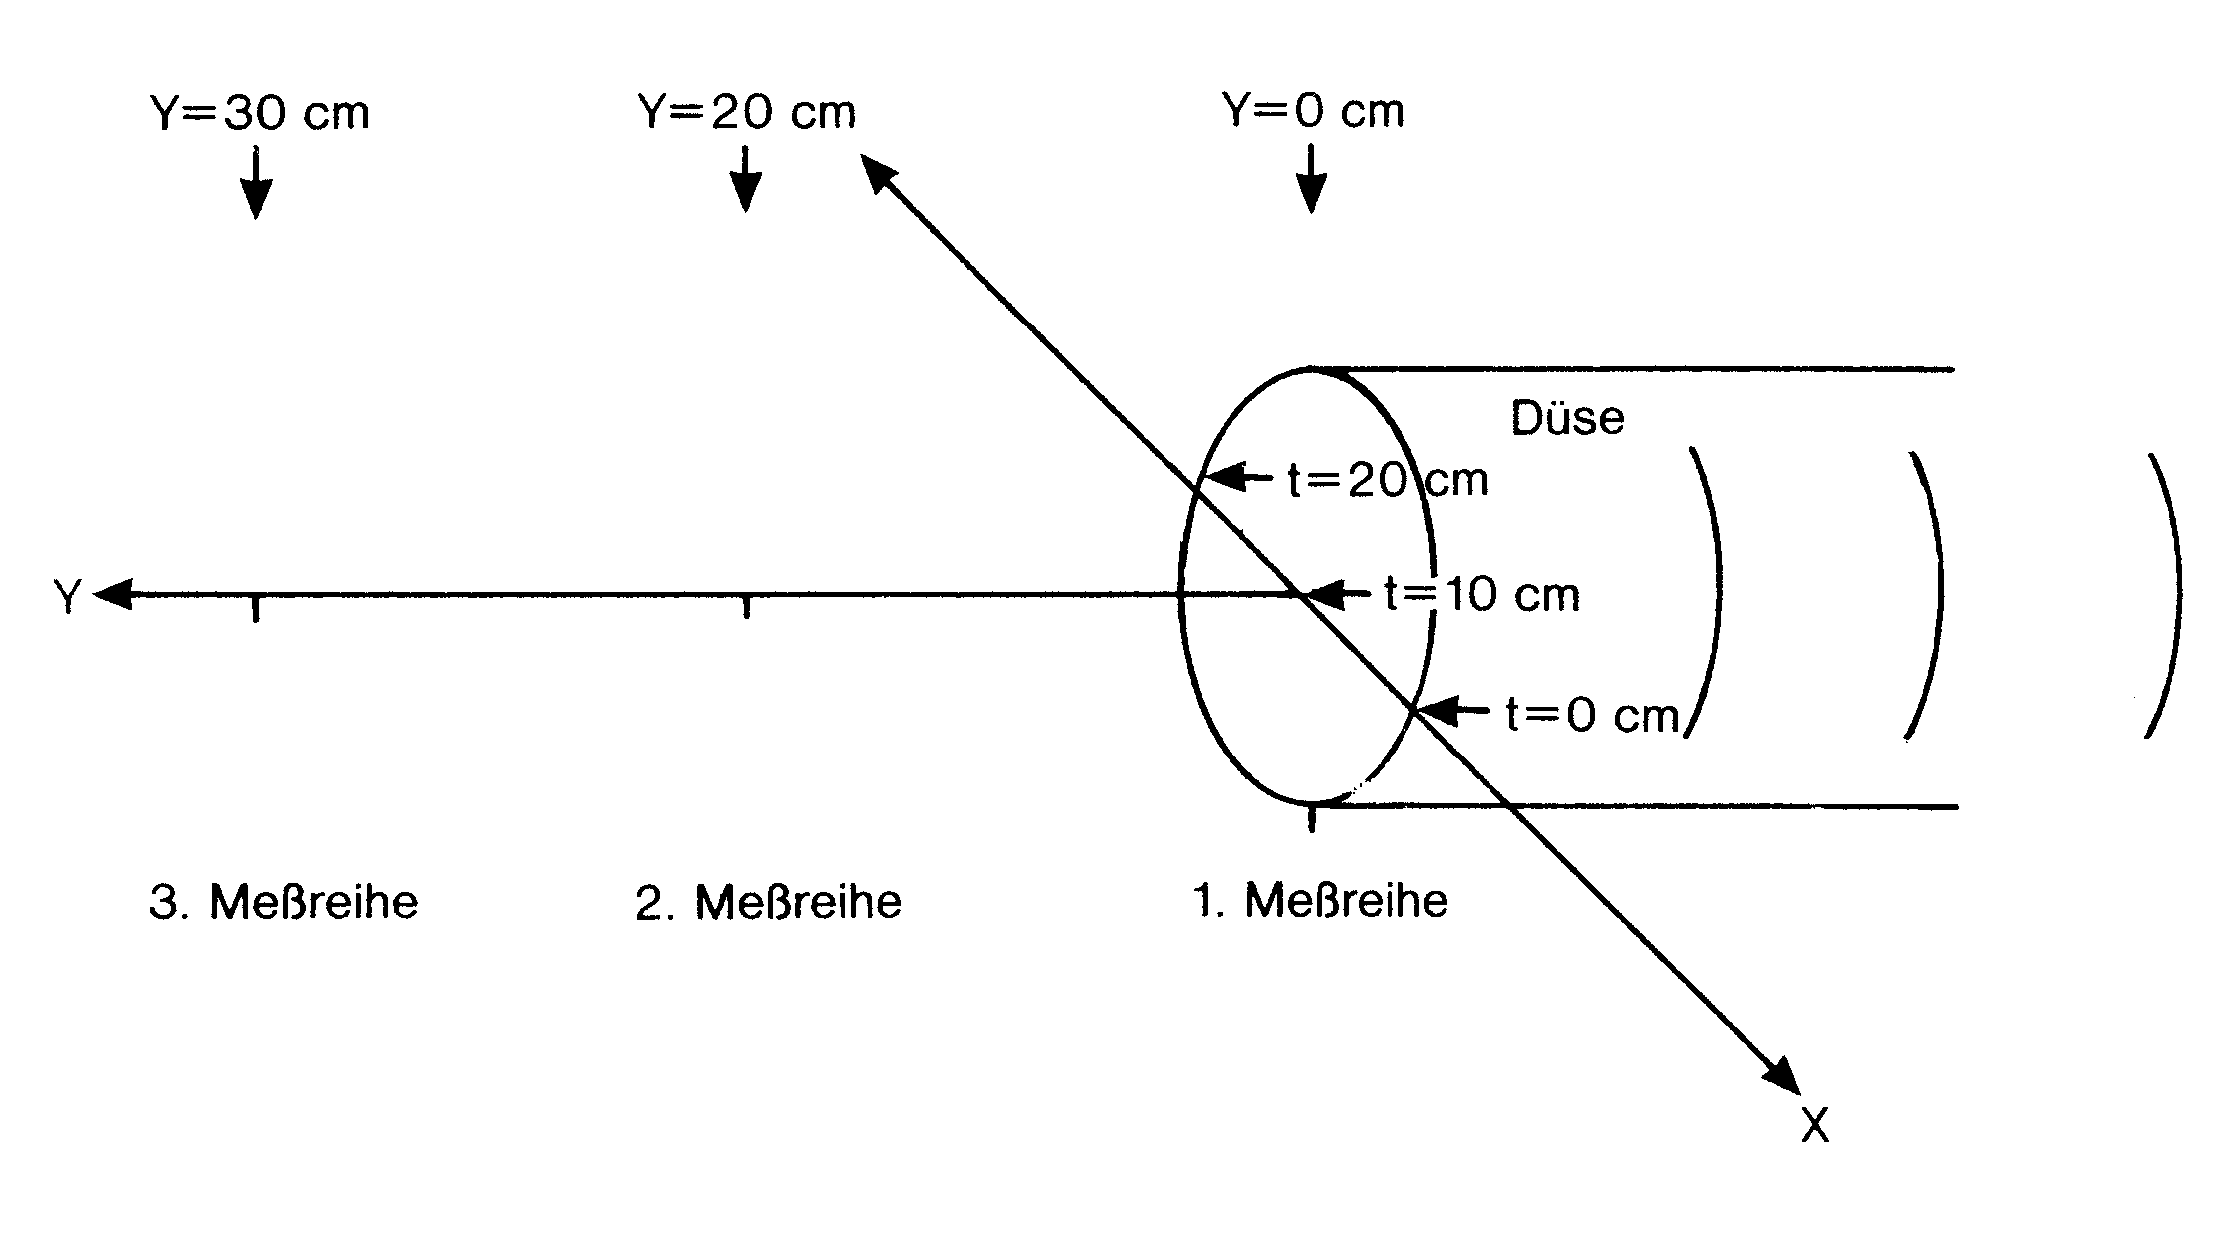 Y=30 cm
Y=20 cm
Y=0 cm
Düse
t=20 cm
Y
t=10 cm
t=0 cm
3. Meßreihe
2. Meßreihe
1. Meßreihe
X